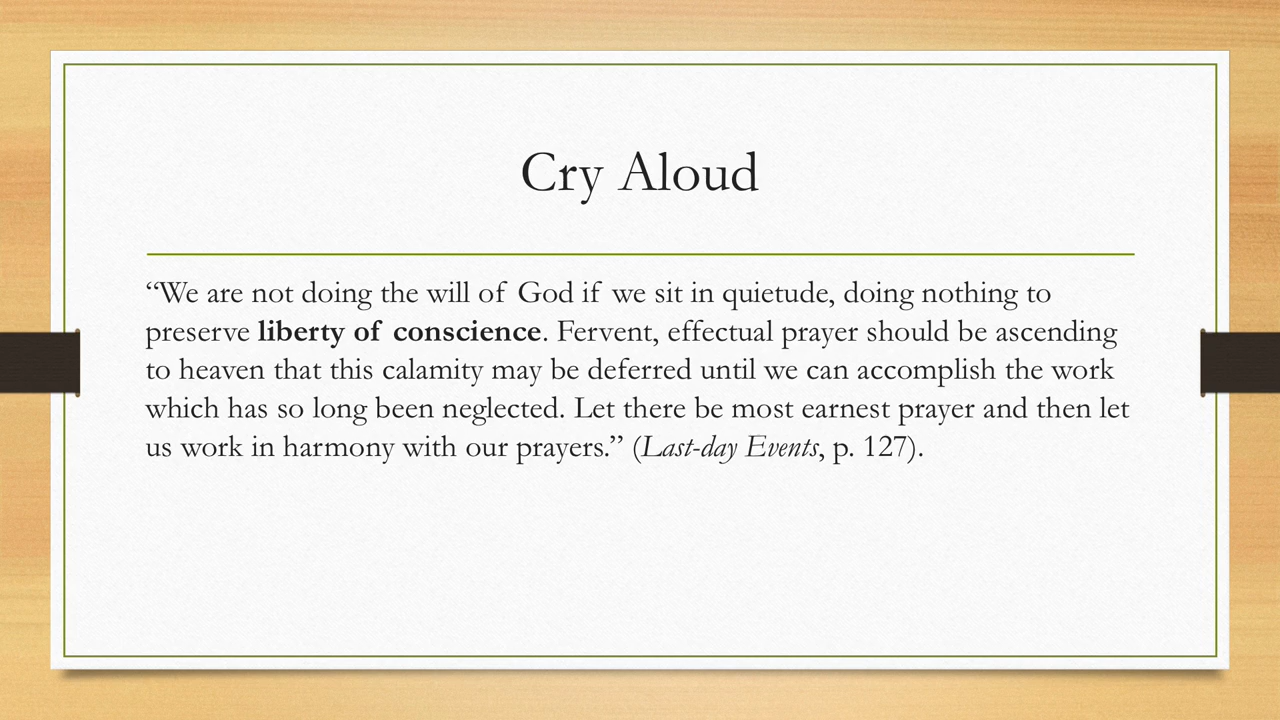 Cry Aloud
“We are not doing the will of God if we sit in quietude, doing nothing to
preserve liberty of conscience. Fervent, effectual prayer should be ascending
to heaven that this calamity may be deferred until we can accomplish the work
which has so long been neglected. Let there be most earnest prayer and then let
us work in harmony with our prayers.” (Last-day Events, p. 127).